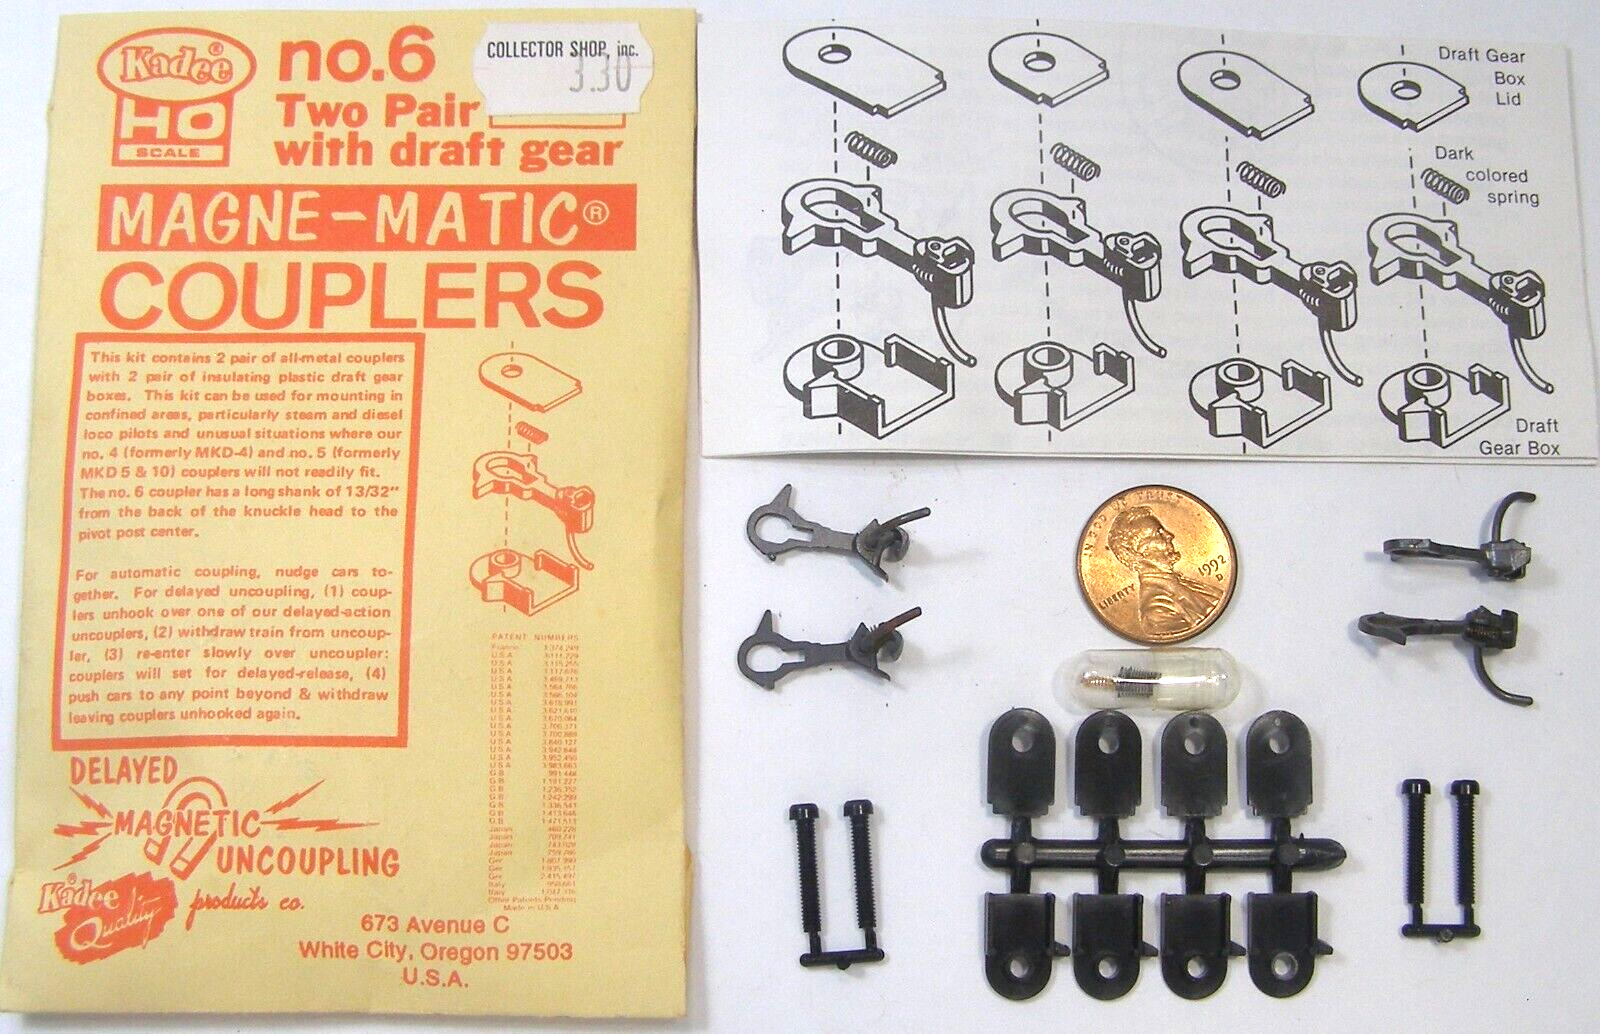 Kadee®
HO
SCALE
no.6
Two Pair
with draft gear
COLLECTOR SHOP, inc.
3.30
MAGNE-MATIC®
COUPLERS
This kit contains 2 pair of all-metal couplers
with 2 pair of insulating plastic draft gear
boxes. This kit can be used for mounting in
confined areas, particularly steam and diesel
loco pilots and unusual situations where our
no. 4 (formerly MKD-4) and no. 5 (formerly
MKD 5 & 10) couplers will not readily fit.
The no. 6 coupler has a long shank of 13/32"
from the back of the knuckle head to the
pivot post center.
For automatic coupling, nudge cars to-
gether. For delayed uncoupling, (1) coup-
lers unhook over one of our delayed-action
uncouplers, (2) withdraw train from uncoup-
ler, (3) re-enter slowly over uncoupler:
couplers will set for delayed-release, (4)
push cars to any point beyond & withdraw
leaving couplers unhooked again.
PATENT NUMBERS
Other Patents Pending
Made in U.S.A.
DELAYED
MAGNETIC
UNCOUPLING
Kadee®
Quality
products co.
673 Avenue C
White City, Oregon 97503
U.S.A.
Draft Gear
Box
Lid
Dark
colored
spring
Draft
Gear Box
IN GOD WE TRUST
LIBERTY
1992
D